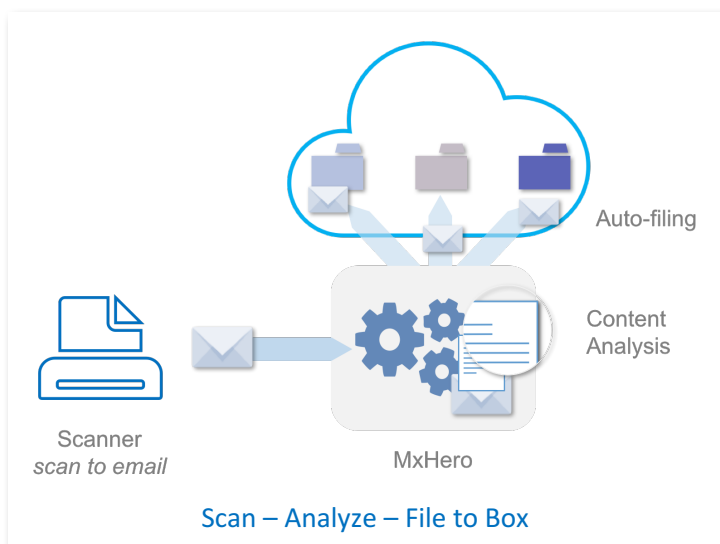 Auto-filing
Content
Analysis
Scanner
scan to email
MxHero
Scan – Analyze – File to Box